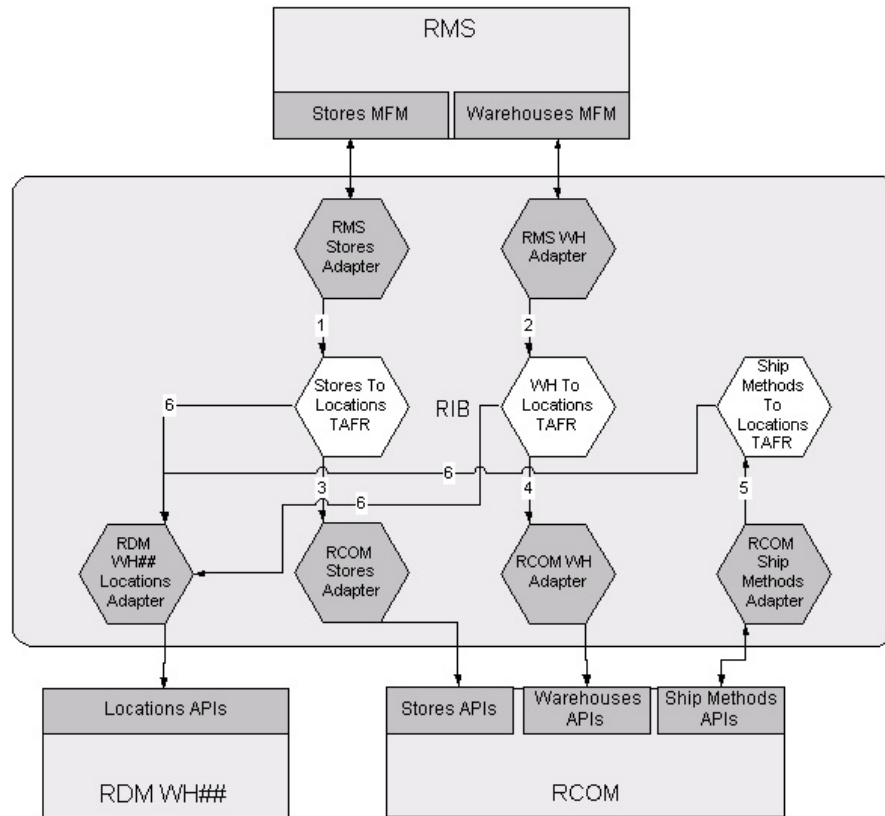 RMS
Stores MFM
Warehouses MFM
RMS
Stores
Adapter
RMS WH
Adapter
1
2
Stores To
Locations
TAFR
RIB
WH To
Locations
TAFR
Ship
Methods
To
Locations
TAFR
6
6
3
6
4
5
RDM
WH##
Locations
Adapter
RCOM
Stores
Adapter
RCOM WH
Adapter
RCOM
Ship
Methods
Adapter
Locations APIs
Stores APIs
Warehouses
APIs
Ship Methods
APIs
RDM WH##
RCOM